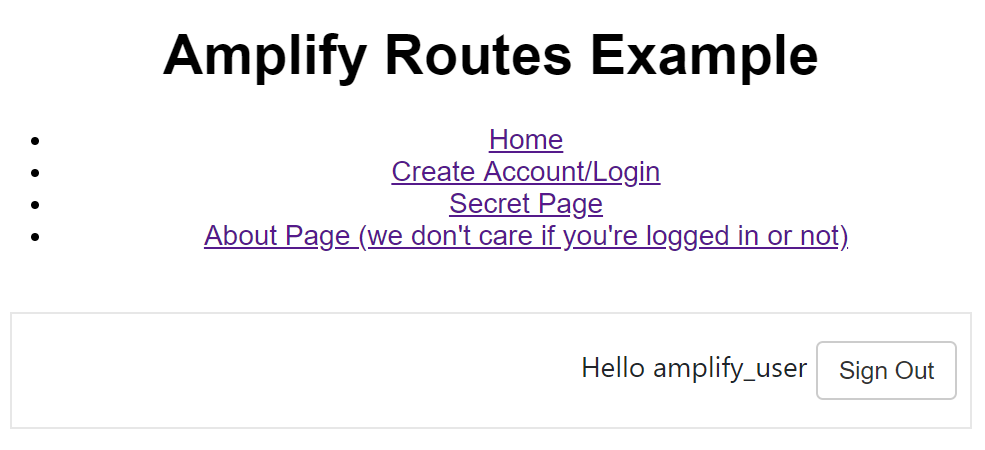 Amplify Routes Example
Home
Create Account/Login
Secret Page
About Page (we don't care if you're logged in or not)
Hello amplify_user Sign Out